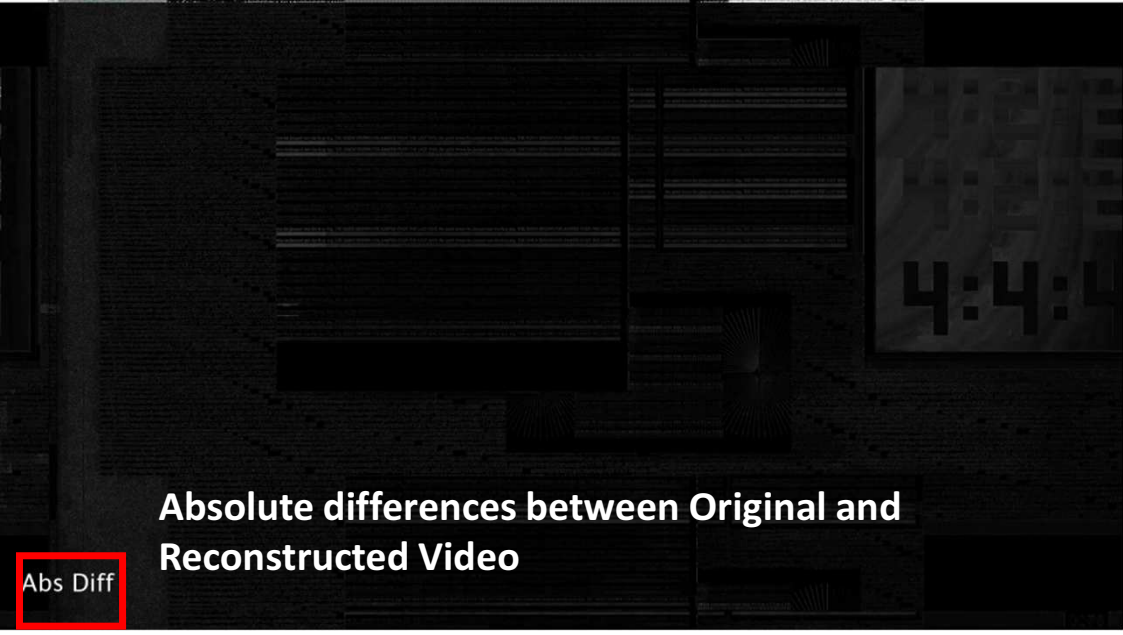 4:4:4
Absolute differences between Original and
Reconstructed Video
Abs Diff